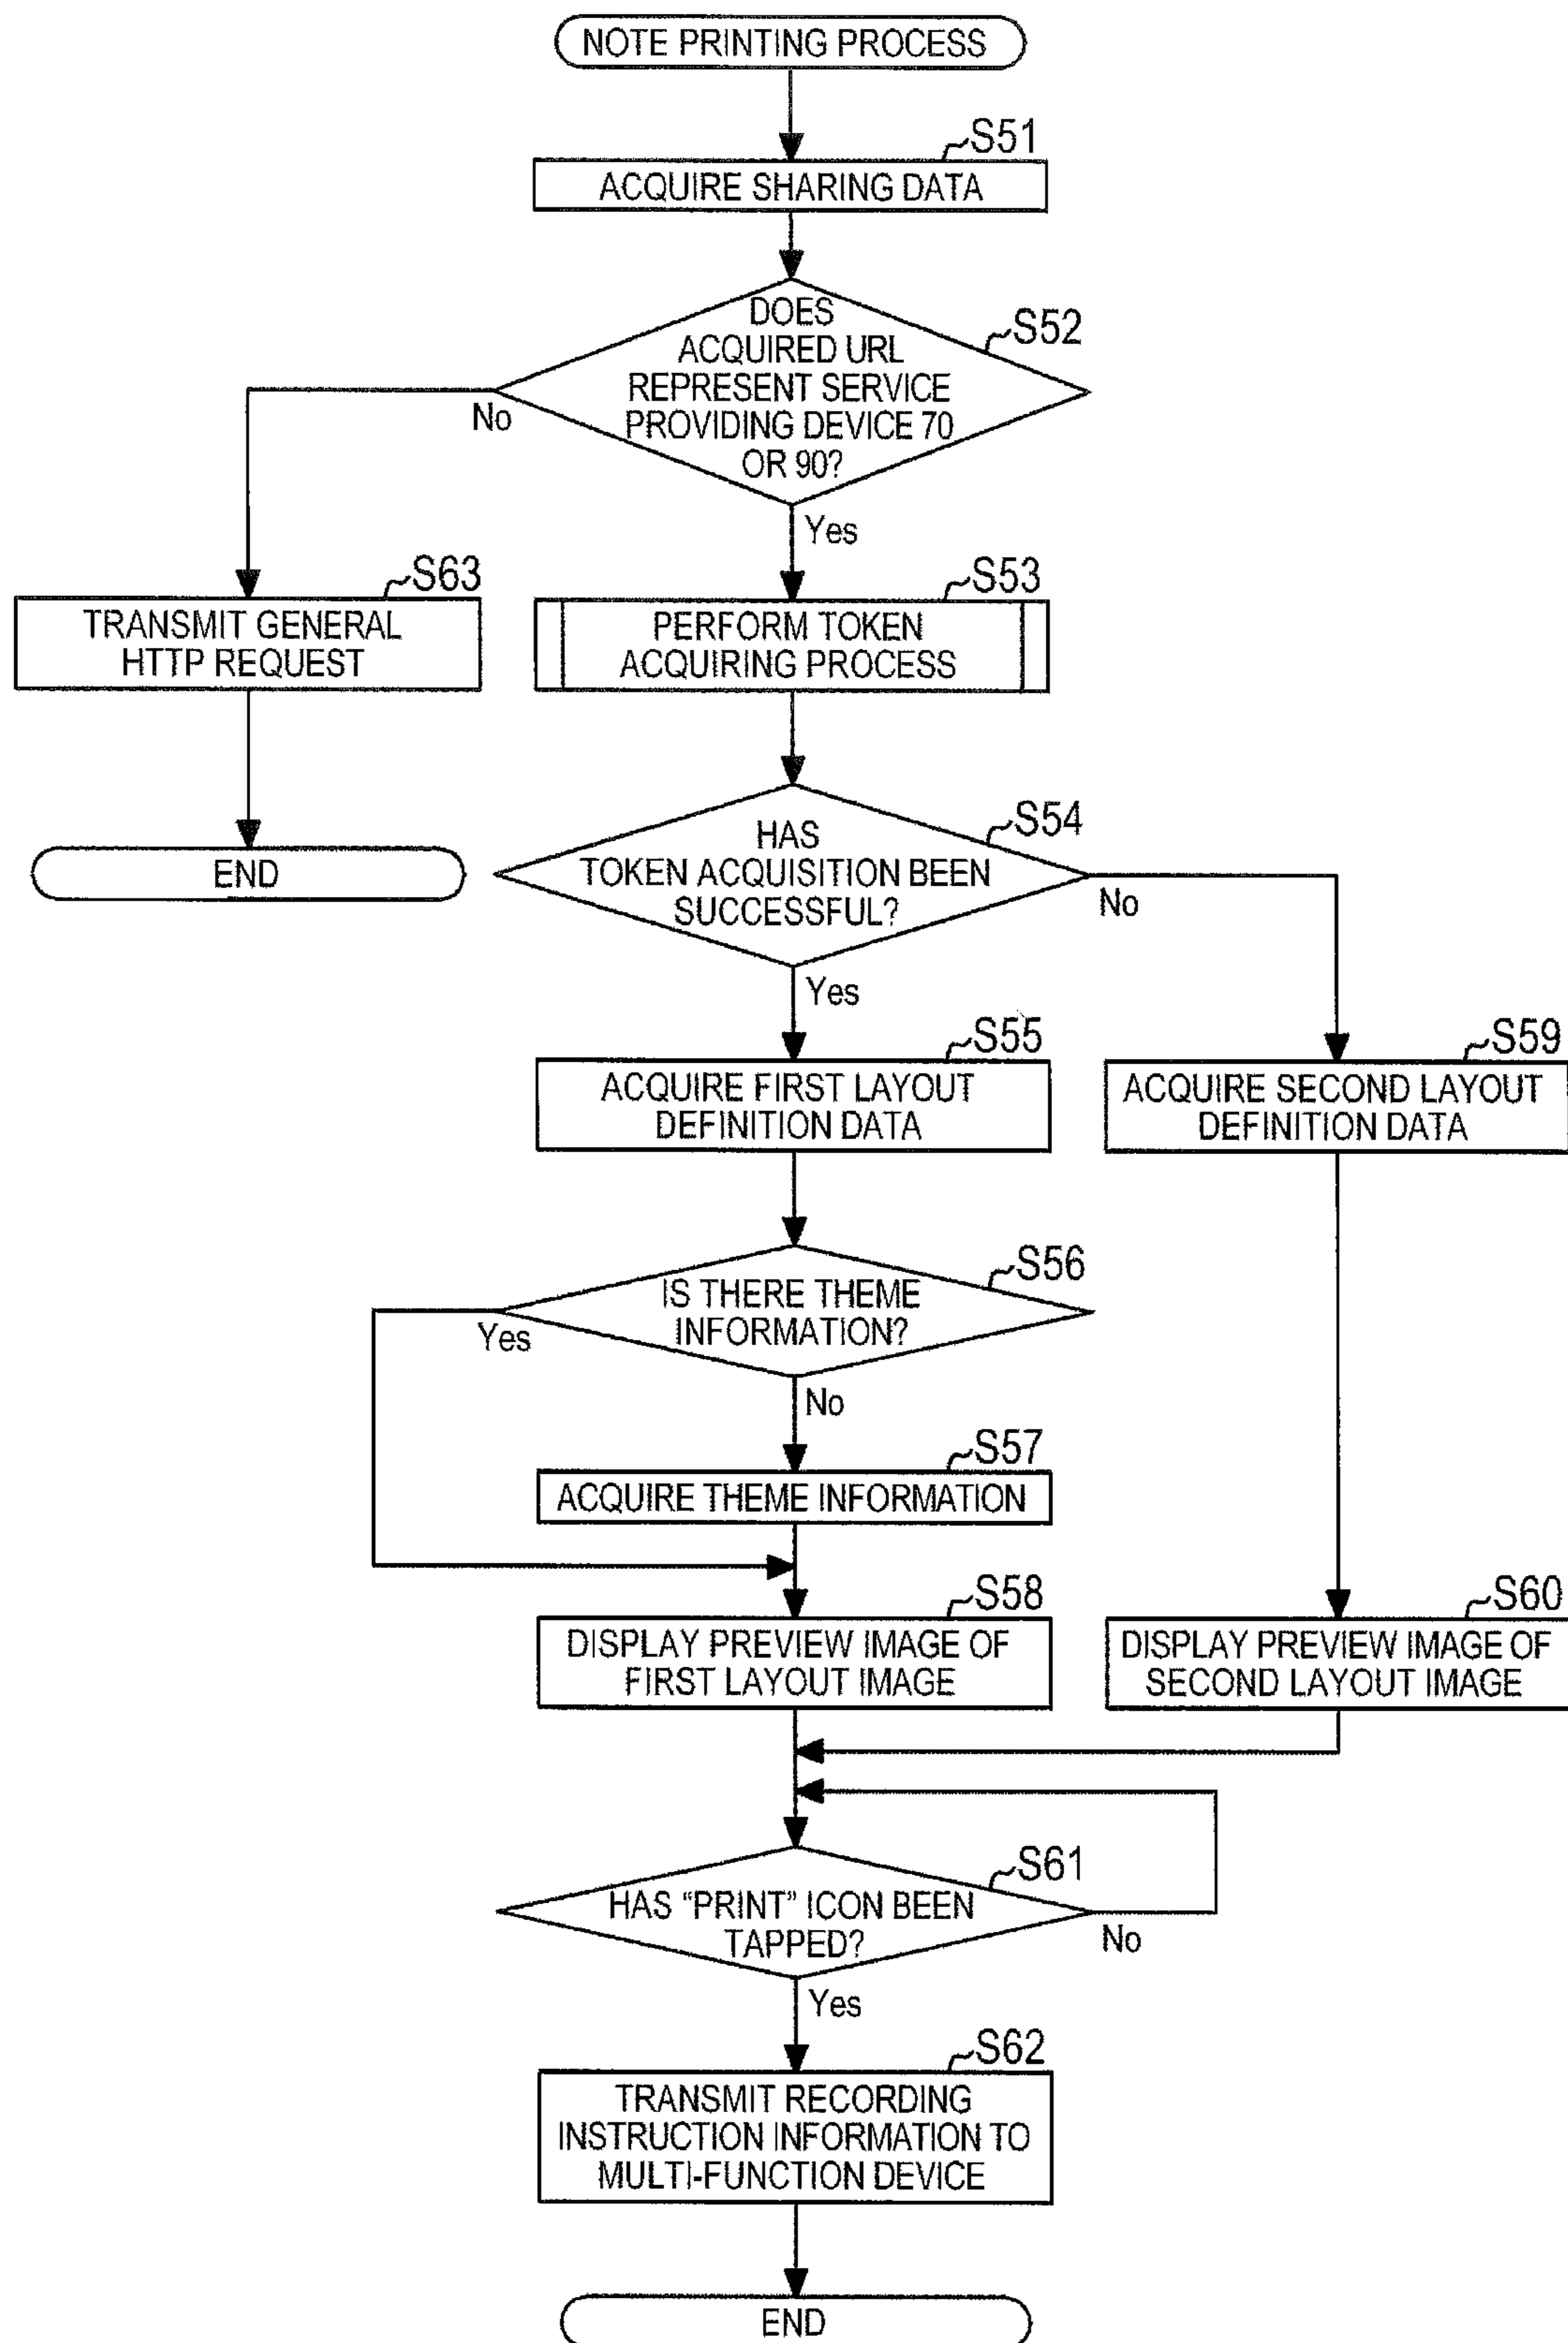 NOTE PRINTING PROCESS
S51
ACQUIRE SHARING DATA
S52
DOES
ACQUIRED URL
REPRESENT SERVICE
PROVIDING DEVICE 70
OR 90?
No
Yes
S63
TRANSMIT GENERAL
HTTP REQUEST
END
S53
PERFORM TOKEN
ACQUIRING PROCESS
S54
HAS
TOKEN ACQUISITION BEEN
SUCCESSFUL?
No
Yes
S55
ACQUIRE FIRST LAYOUT
DEFINITION DATA
S59
ACQUIRE SECOND LAYOUT
DEFINITION DATA
S56
IS THERE THEME
INFORMATION?
Yes
No
S57
ACQUIRE THEME INFORMATION
S58
DISPLAY PREVIEW IMAGE OF
FIRST LAYOUT IMAGE
S60
DISPLAY PREVIEW IMAGE OF
SECOND LAYOUT IMAGE
S61
HAS “PRINT” ICON BEEN
TAPPED?
No
Yes
S62
TRANSMIT RECORDING
INSTRUCTION INFORMATION TO
MULTI-FUNCTION DEVICE
END